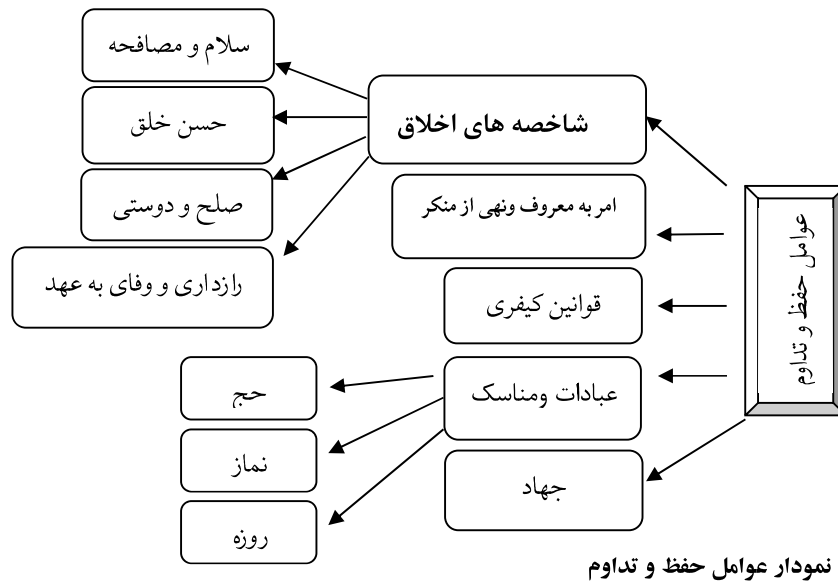 عوامل حفظ و تداوم
شاخصه های اخلاق
سلام و مصافحه
حسن خلق
صلح و دوستی
رازداری و وفای به عهد
امر به معروف ونهی از منکر
قوانین کیفری
عبادات ومناسک
حج
نماز
روزه
جهاد
نمودار عوامل حفظ و تداوم